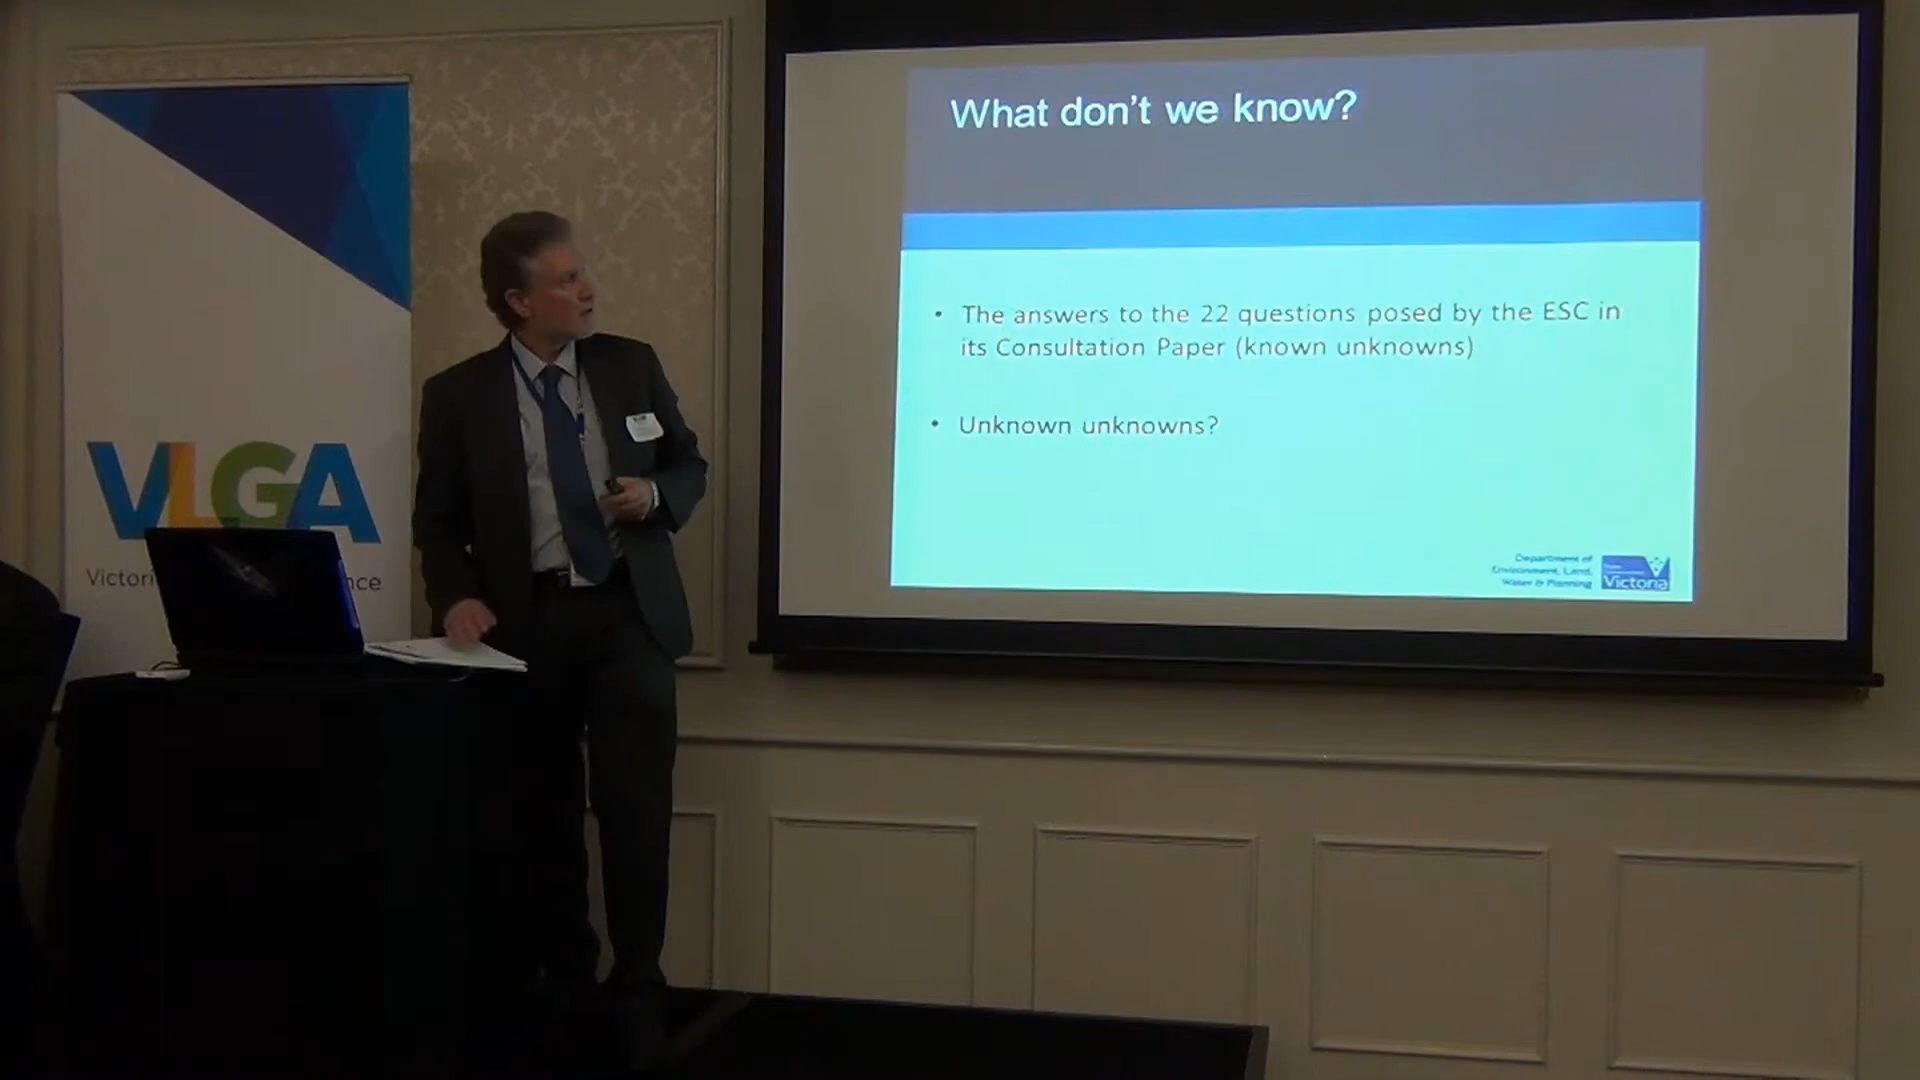 What don't we know?
• The answers to the 22 questions posed by the ESC in
its Consultation Paper (known unknowns)
• Unknown unknowns?
Department of
Environment, Land,
Water & Planning
Victoria
VLGA